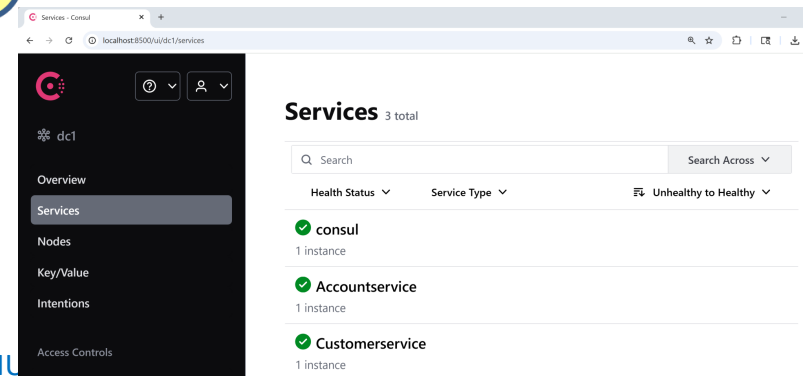 Services - Consul
localhost:8500/ui/dc1/services
dc1
Overview
Services
Nodes
Key/Value
Intentions
Access Controls
Services 3 total
Search
Search Across
Health Status Service Type Unhealthy to Healthy
consul
1 instance
Accountservice
1 instance
Customerservice
1 instance